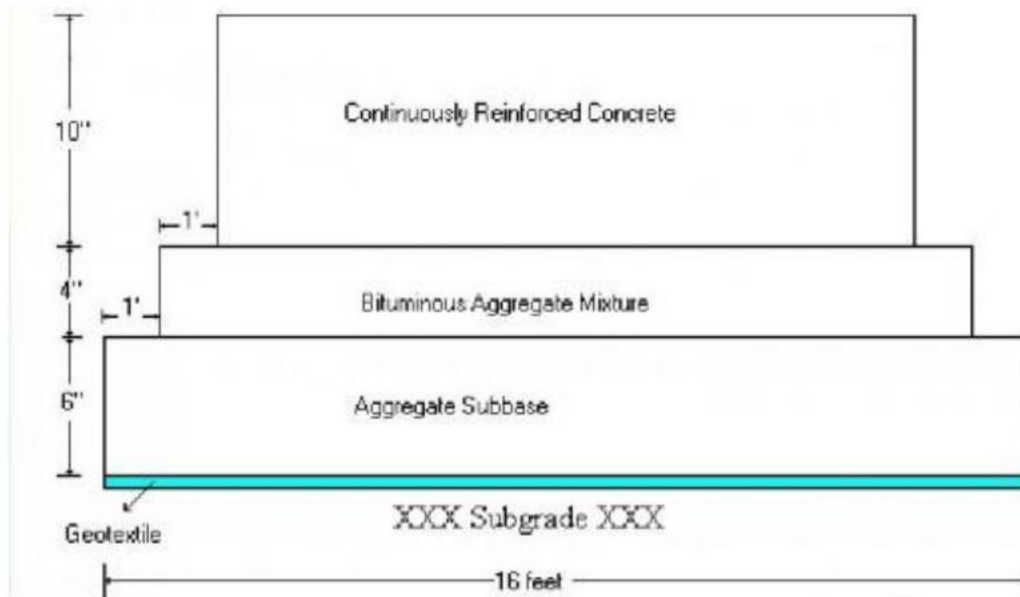 10"
Continuously Reinforced Concrete
1'
4"
Bituminous Aggregate Mixture
1'
6"
Aggregate Subbase
XXX Subgrade XXX
Geotextile
16 feet